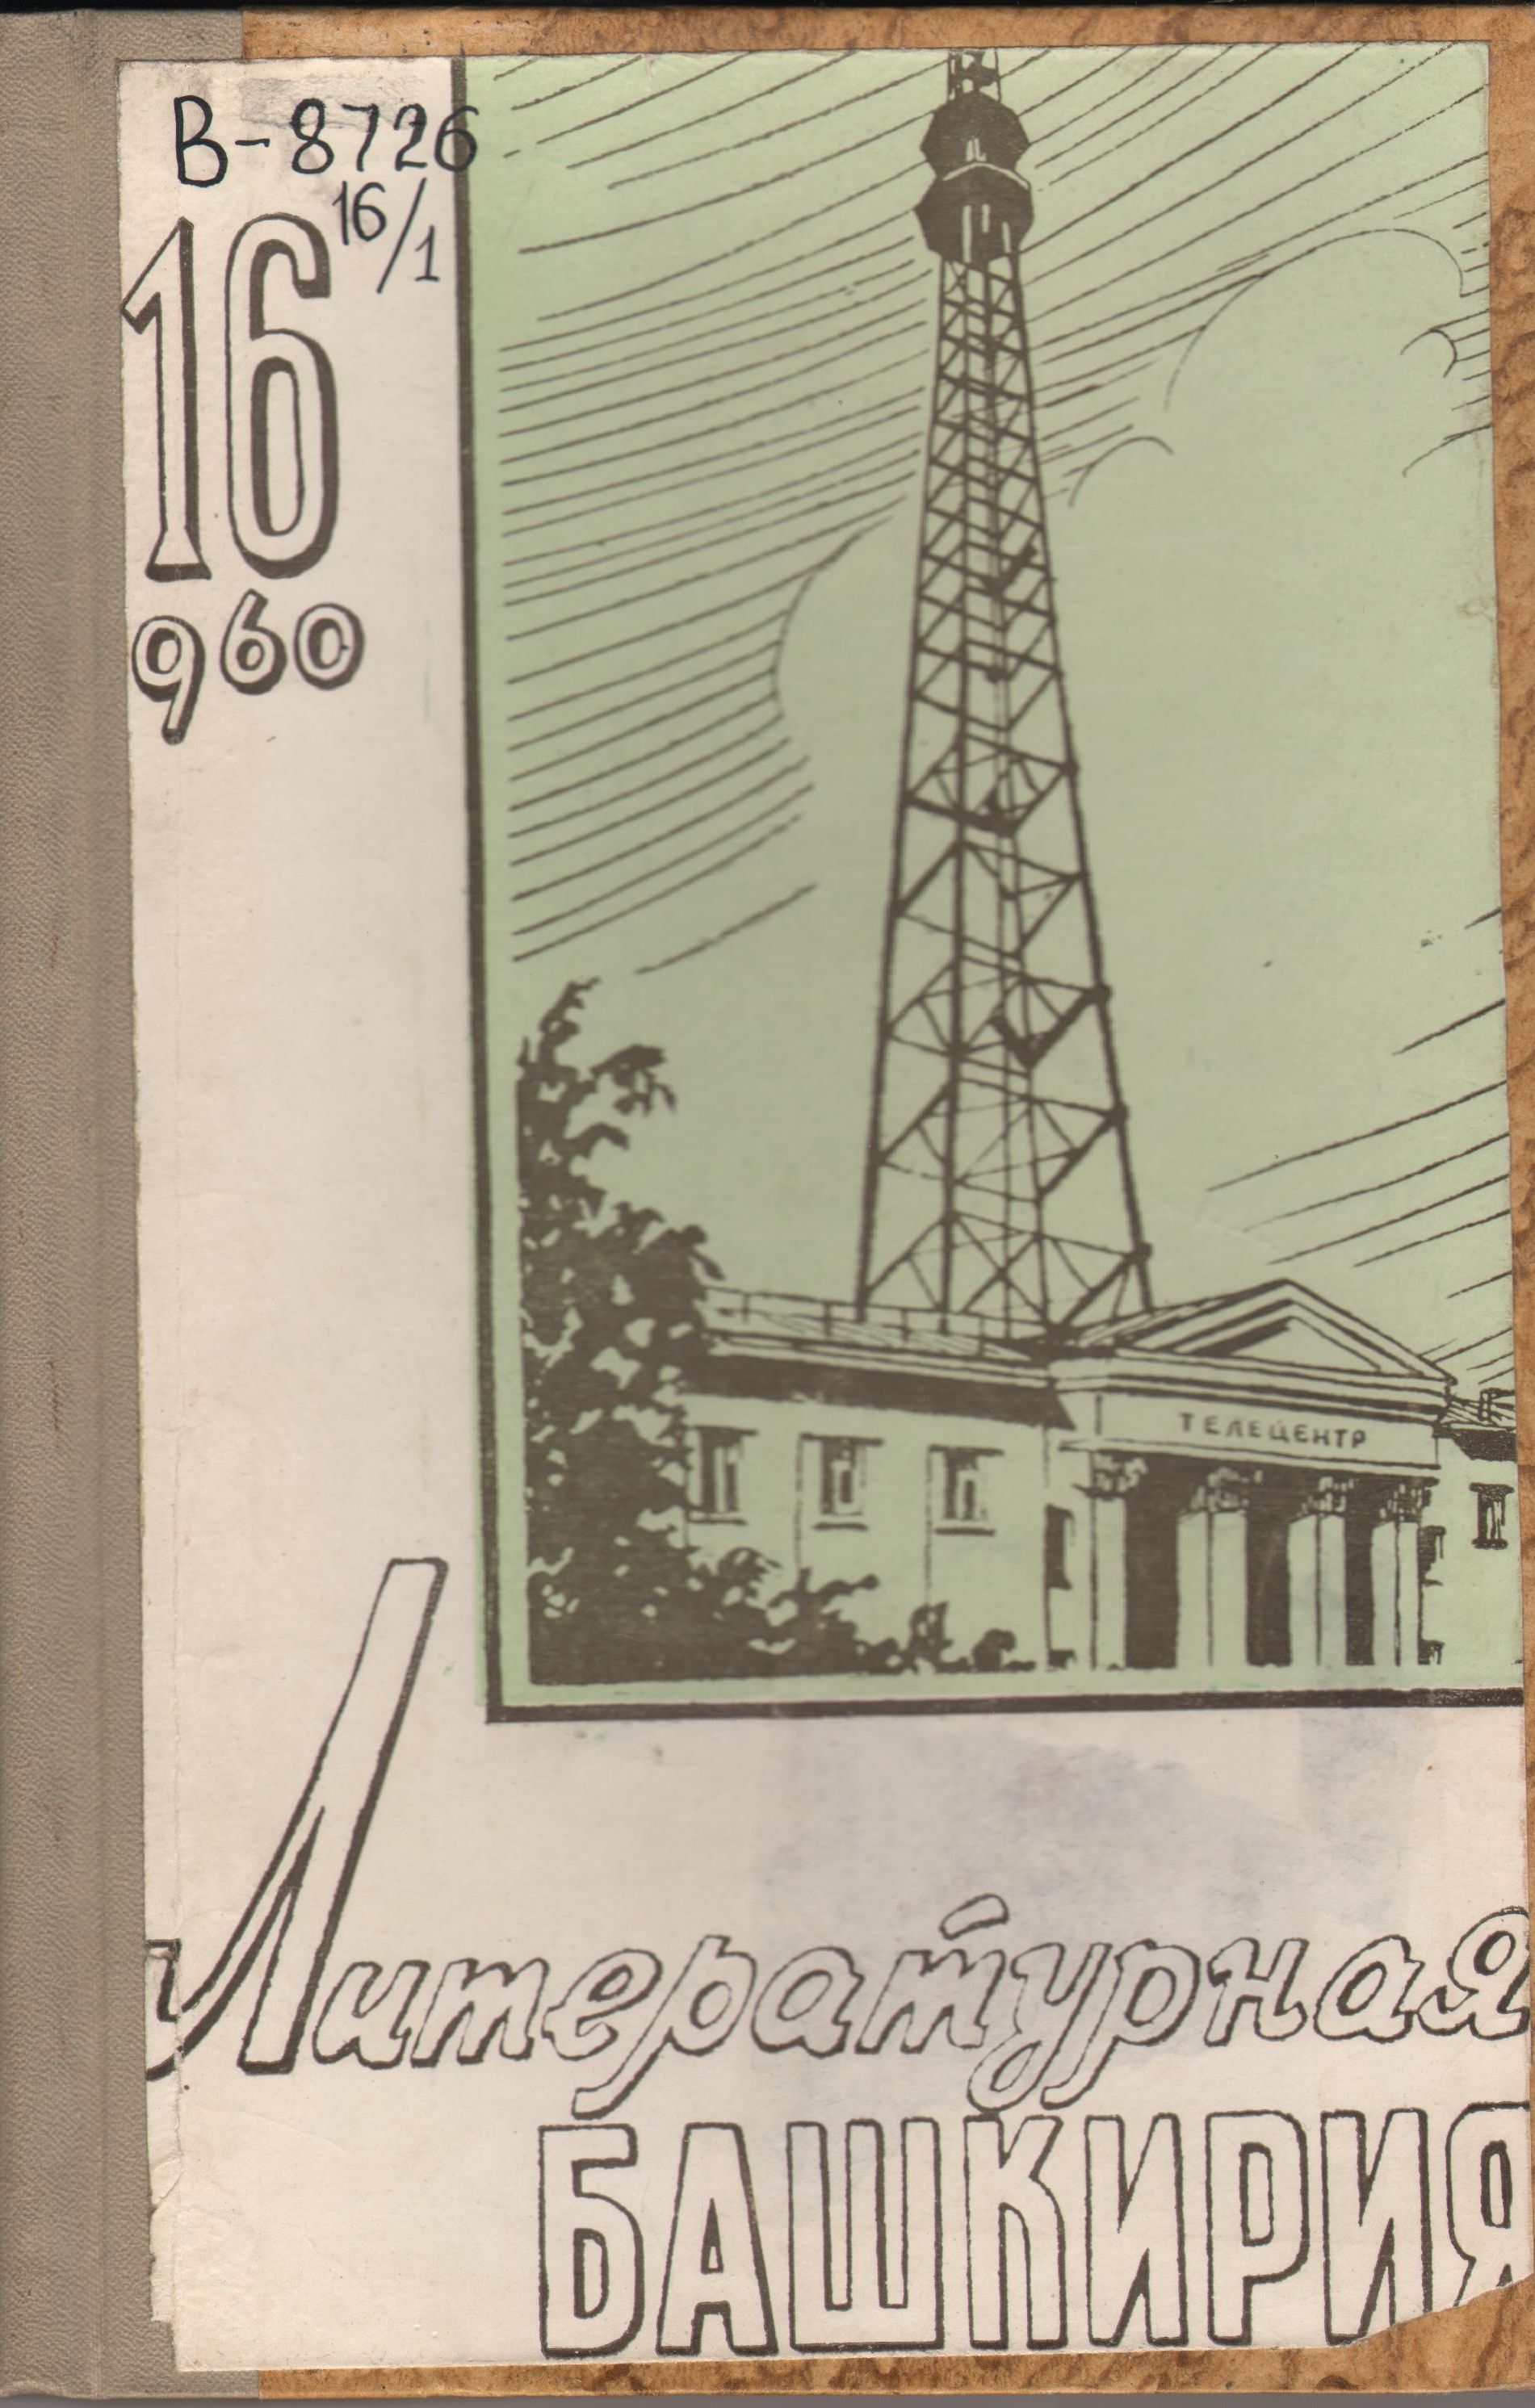 В-8726
16/1
16
960
ТЕЛЕЦЕНТР
Литературная
БАШКИРИЯ